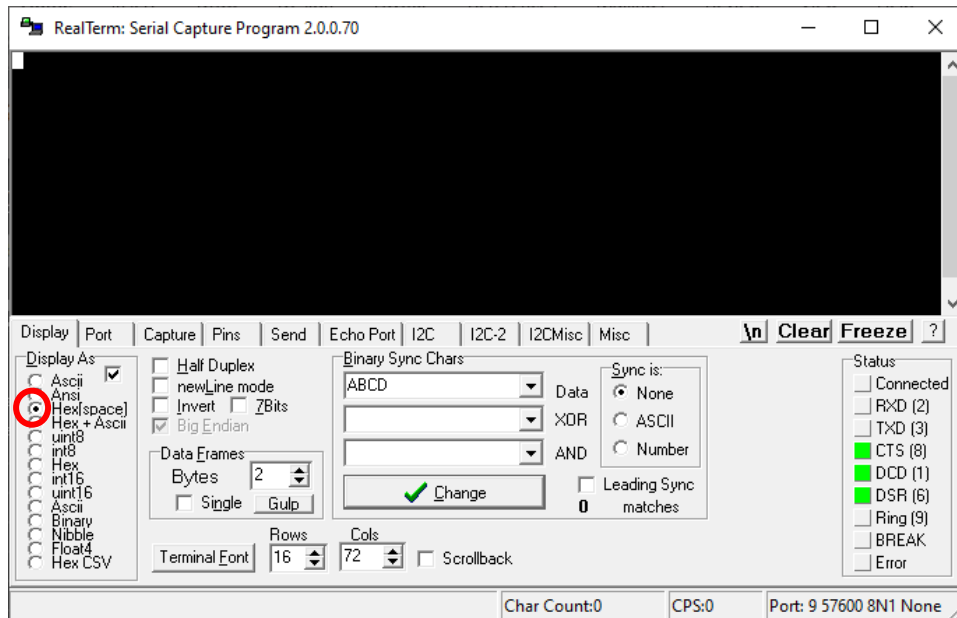 RealTerm: Serial Capture Program 2.0.0.70
Display Port Capture Pins Send Echo Port I2C I2C-2 I2CMisc Misc \n Clear Freeze ?
Display As
Ascii
Ansi
Hex[space]
Hex + Ascii
uint8
int8
Hex
int16
uint16
Ascii
Binary
Nibble
Float4
Hex CSV
Half Duplex
newLine mode
Invert 7Bits
Big Endian
Data Frames
Bytes 2
Single Gulp
Terminal Font
Rows
16
Cols
72
Scrollback
Binary Sync Chars
ABCD Data
XOR
AND
Change
Sync is:
None
ASCII
Number
Leading Sync
0 matches
Status
Connected
RXD (2)
TXD (3)
CTS (8)
DCD (1)
DSR (6)
Ring (9)
BREAK
Error
Char Count:0 CPS:0 Port: 9 57600 8N1 None